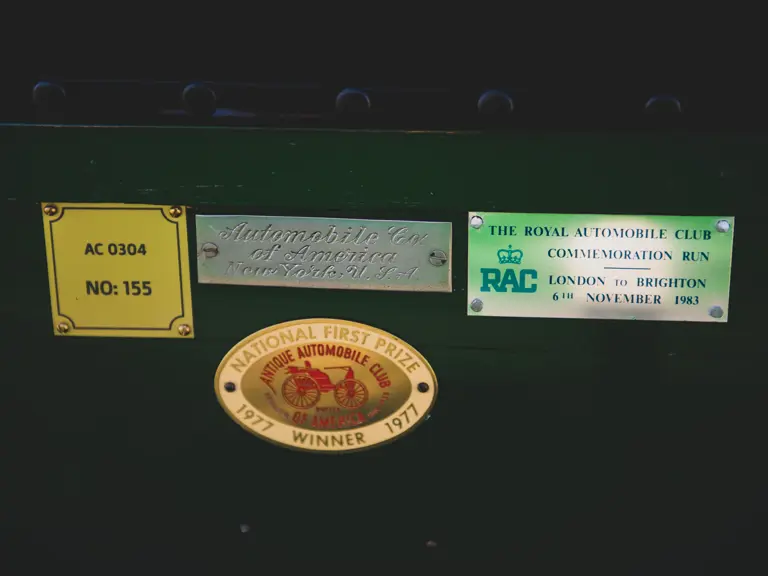 AC 0304
NO: 155
Automobile Co.
of America
New York, U.S.A.
THE ROYAL AUTOMOBILE CLUB
COMMEMORATION RUN
RAC
LONDON TO BRIGHTON
6TH NOVEMBER 1983
NATIONAL FIRST PRIZE
ANTIQUE AUTOMOBILE CLUB
OF AMERICA
1977 WINNER 1977